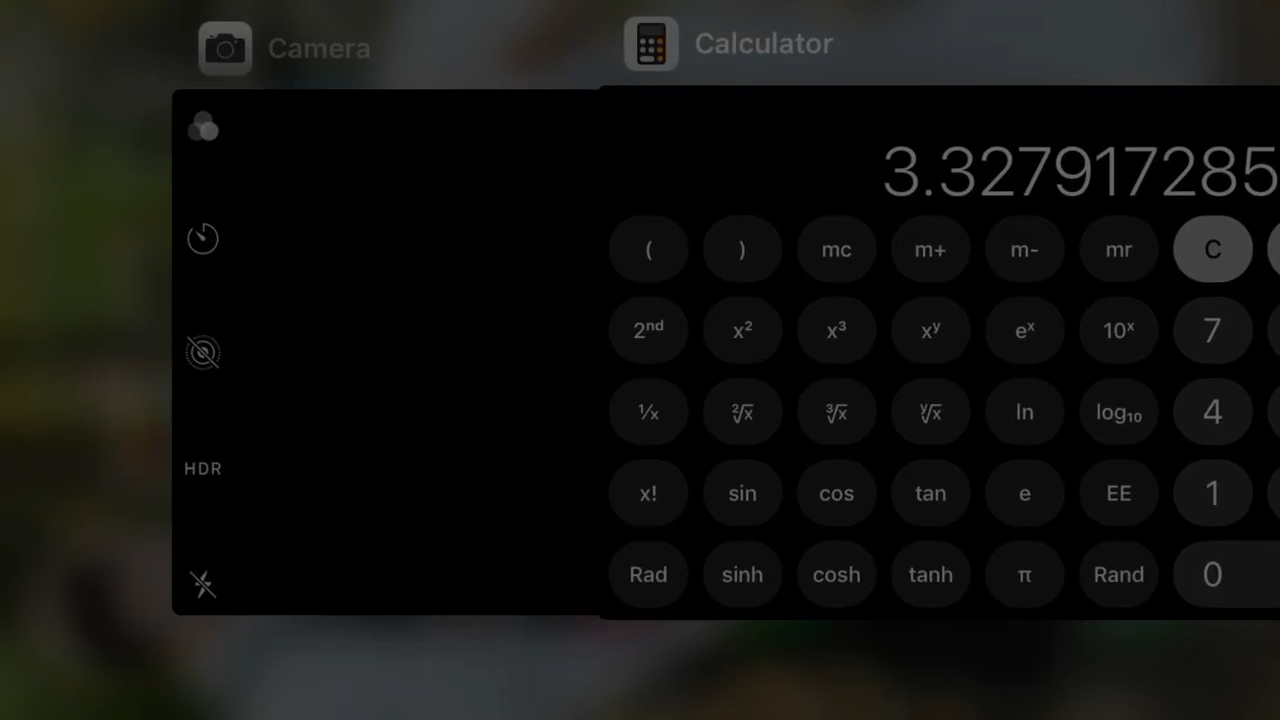 Camera
Calculator
3.327917285
( ) mc m+ m- mr C
2ⁿᵈ x² x³ xʸ eˣ 10ˣ 7
HDR
¹⁄x ²√x ³√x ʸ√x ln log₁₀ 4
x! sin cos tan e EE 1
Rad sinh cosh tanh π Rand 0